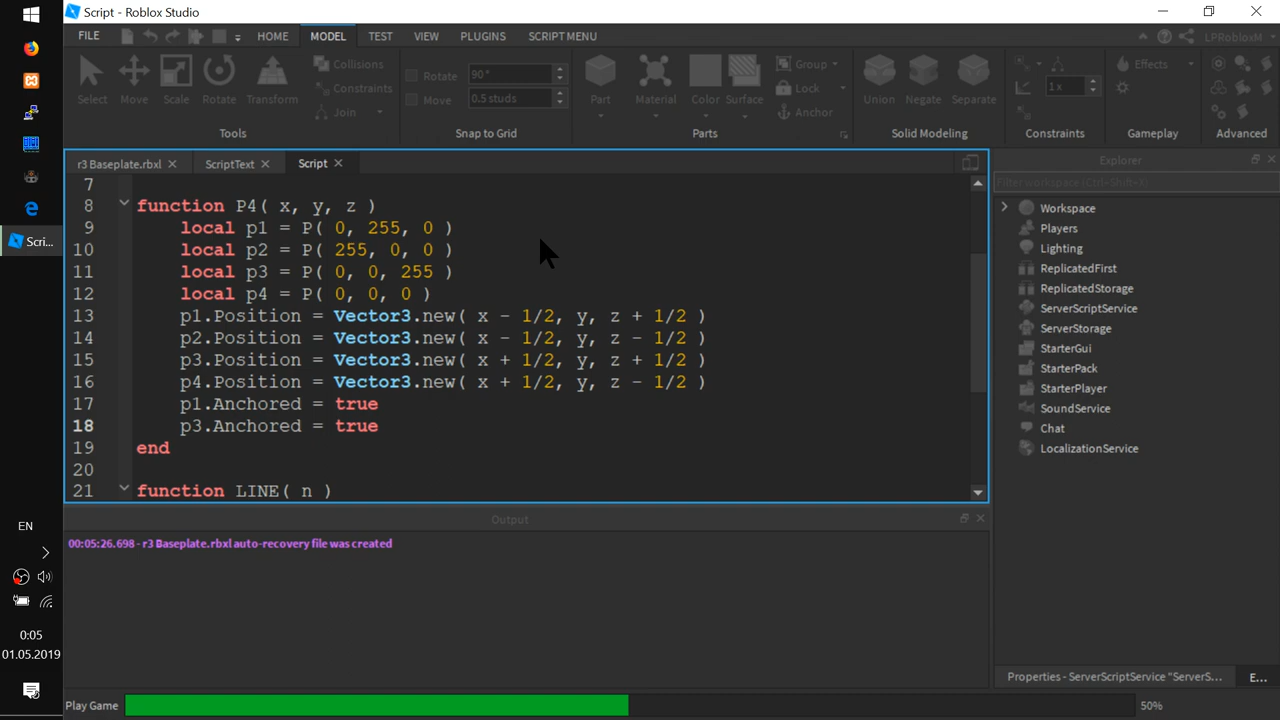 Script - Roblox Studio
FILE HOME MODEL TEST VIEW PLUGINS SCRIPT MENU LPRobloxM
Select Move Scale Rotate Transform Collisions Constraints Join
Tools
Rotate 90°
Move 0.5 studs
Snap to Grid
Part Material Color Surface Group Lock Anchor
Parts
Union Negate Separate
Solid Modeling
1x
Constraints
Effects
Gameplay
Advanced
r3 Baseplate.rbxl ScriptText Script
7
8 function P4( x, y, z )
9 local p1 = P( 0, 255, 0 )
10 local p2 = P( 255, 0, 0 )
11 local p3 = P( 0, 0, 255 )
12 local p4 = P( 0, 0, 0 )
13 p1.Position = Vector3.new( x - 1/2, y, z + 1/2 )
14 p2.Position = Vector3.new( x - 1/2, y, z - 1/2 )
15 p3.Position = Vector3.new( x + 1/2, y, z + 1/2 )
16 p4.Position = Vector3.new( x + 1/2, y, z - 1/2 )
17 p1.Anchored = true
18 p3.Anchored = true
19 end
20
21 function LINE( n )
Output
00:05:26.698 - r3 Baseplate.rbxl auto-recovery file was created
Explorer
Filter workspace (Ctrl+Shift+X)
Workspace
Players
Lighting
ReplicatedFirst
ReplicatedStorage
ServerScriptService
ServerStorage
StarterGui
StarterPack
StarterPlayer
SoundService
Chat
LocalizationService
Properties - ServerScriptService "ServerS... E...
Play Game 50%
Scri...
EN
0:05
01.05.2019